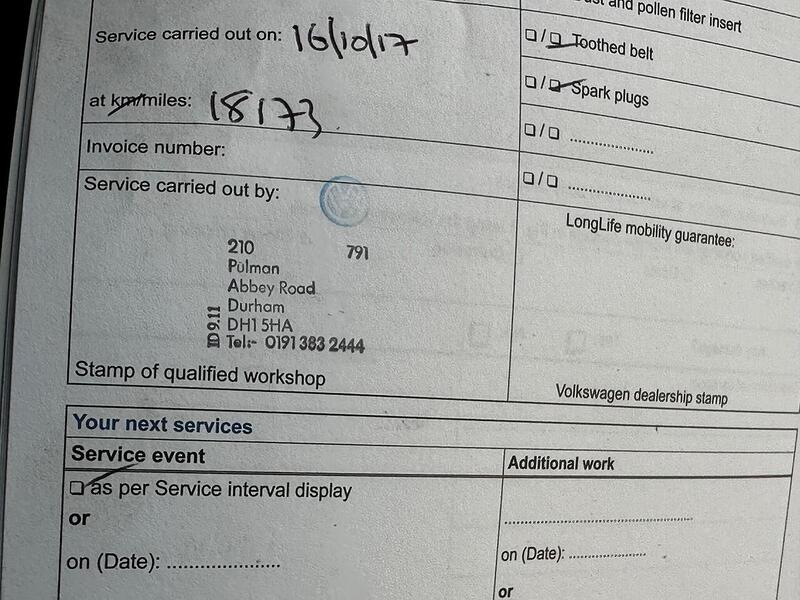 and pollen filter insert
Service carried out on: 16/10/17
☐/☐ Toothed belt
at km/miles: 18173
☐/☐ Spark plugs
Invoice number:
☐/☐ ....................
☐/☐ ....................
Service carried out by:
LongLife mobility guarantee:
210 791
Pulman
Abbey Road
Durham
DH1 5HA
Tel:- 0191 383 2444
ID 9.11
Stamp of qualified workshop
Volkswagen dealership stamp
Your next services
Service event
Additional work
☐ as per Service interval display
or
on (Date): ....................
....................
on (Date): ....................
or